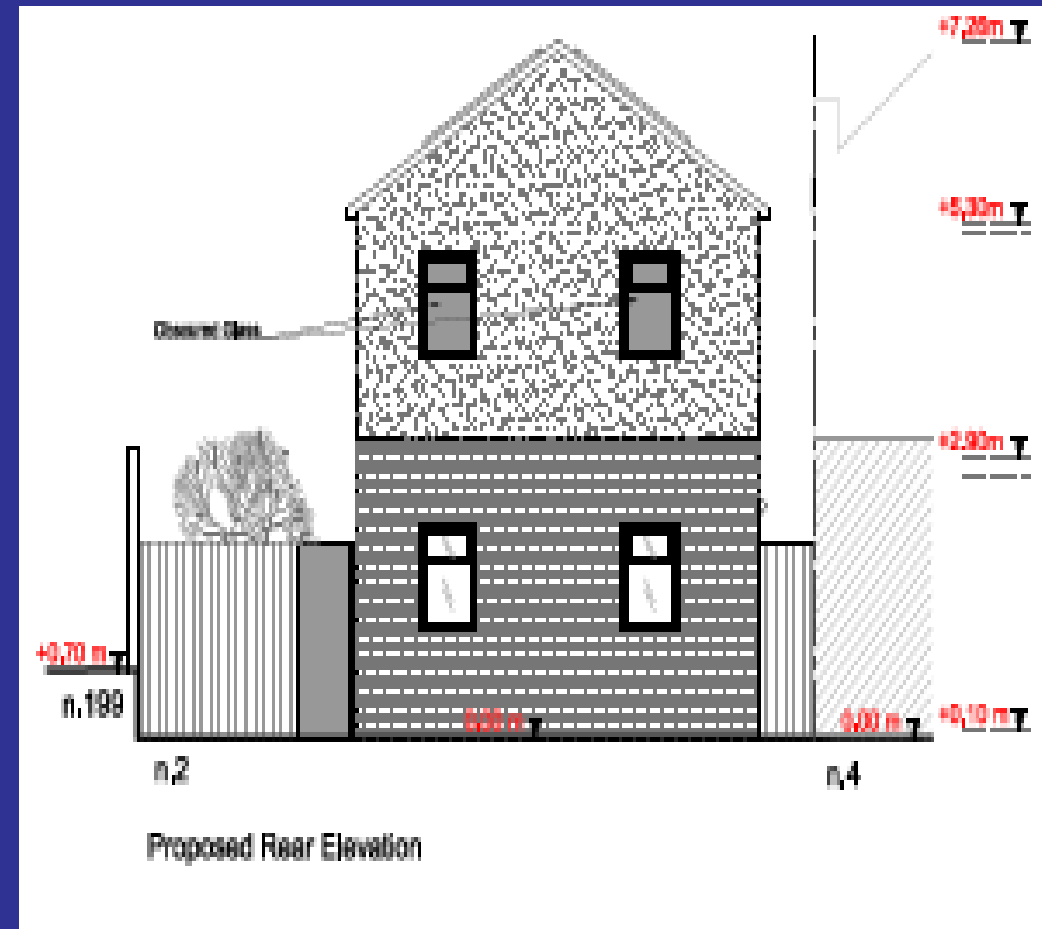 +7,26m
+5,30m
Obscured Glass
+2,90m
+0,70 m
n.199
0,00 m
0,00 m
+0,10 m
n.2
n.4
Proposed Rear Elevation